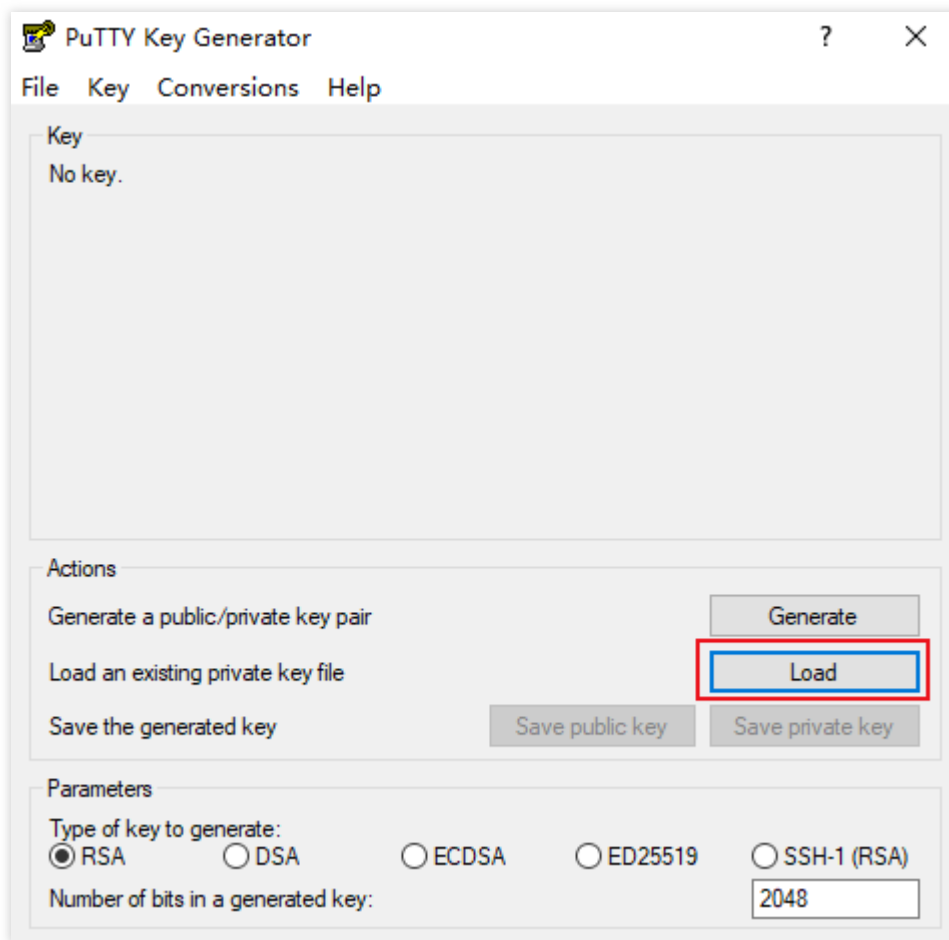 PuTTY Key Generator ? ×
File Key Conversions Help
Key
No key.
Actions
Generate a public/private key pair Generate
Load an existing private key file Load
Save the generated key Save public key Save private key
Parameters
Type of key to generate:
RSA DSA ECDSA ED25519 SSH-1 (RSA)
Number of bits in a generated key: 2048